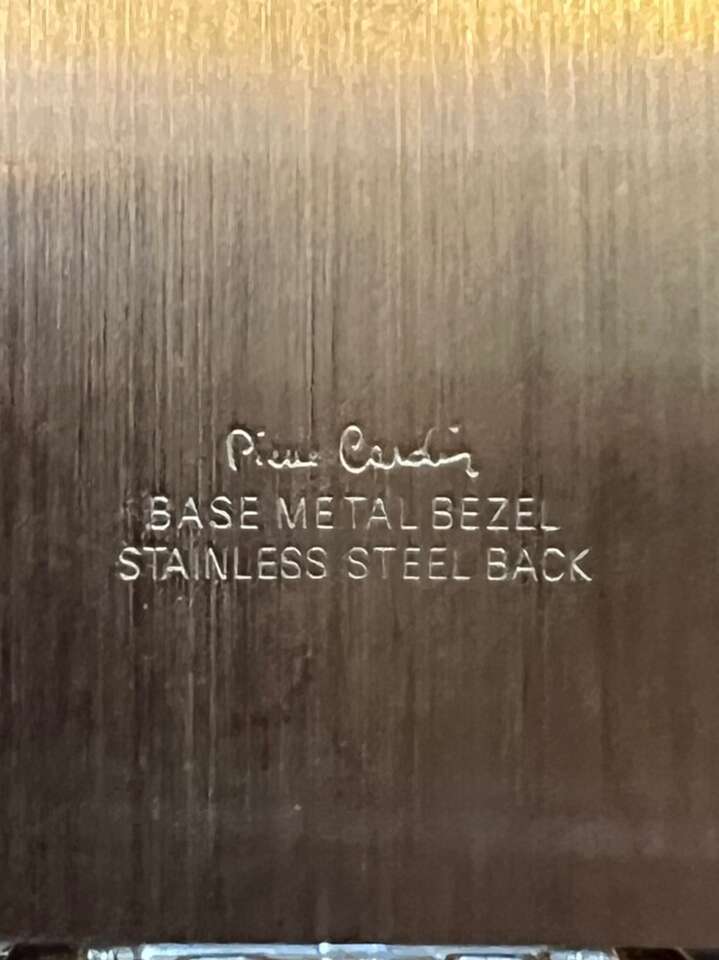 Pierre Cardin
BASE METAL BEZEL
STAINLESS STEEL BACK